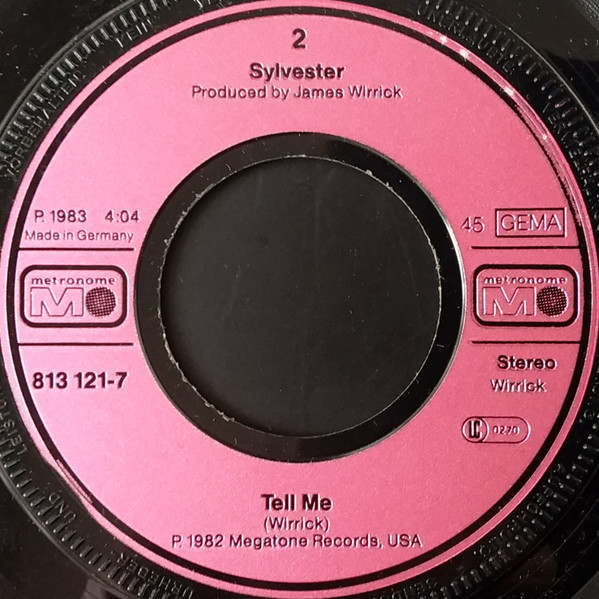 2
Sylvester
Produced by James Wirrick
P. 1983 4:04
Made in Germany
45 GEMA
metronome
M
metronome
M
813 121-7
Stereo
Wirrick
LC 0270
Tell Me
(Wirrick)
P. 1982 Megatone Records, USA